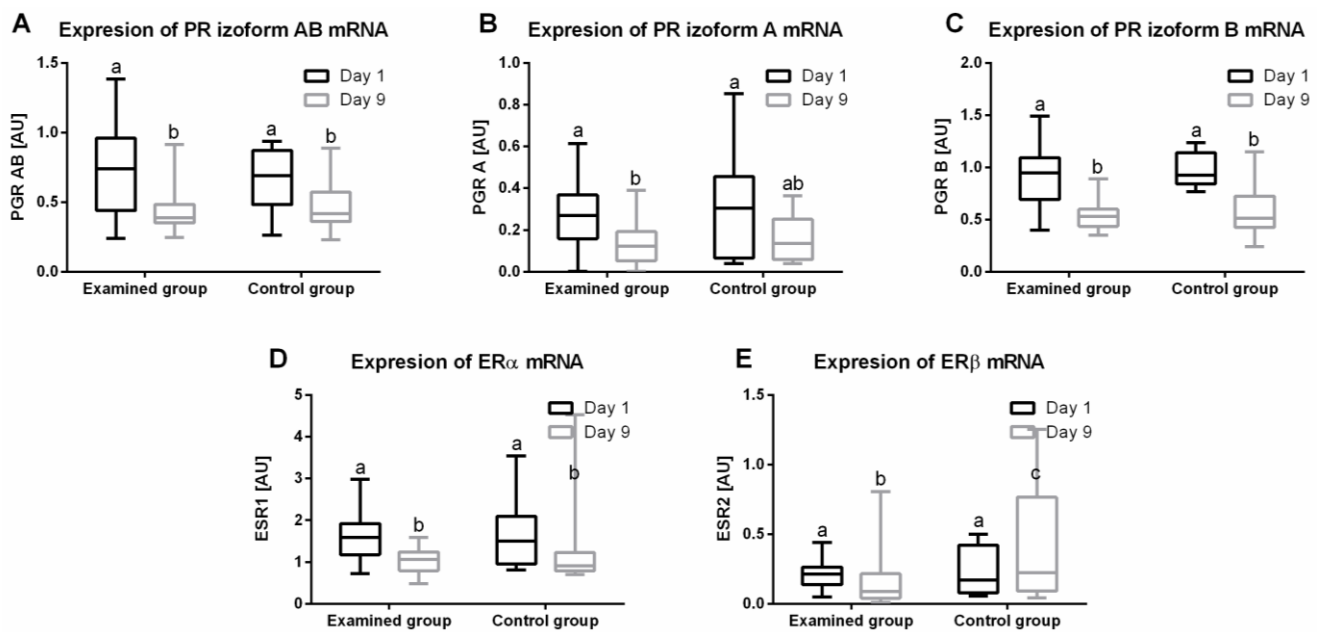 A Expresion of PR izoform AB mRNA
1.5
1.0
0.5
0.0
PGR AB [AU]
a
b
a
b
Day 1
Day 9
Examined group
Control group
B Expresion of PR izoform A mRNA
1.0
0.8
0.6
0.4
0.2
0.0
PGR A [AU]
a
b
a
ab
Day 1
Day 9
Examined group
Control group
C Expresion of PR izoform B mRNA
2.0
1.5
1.0
0.5
0.0
PGR B [AU]
a
b
a
b
Day 1
Day 9
Examined group
Control group
D Expresion of ERα mRNA
5
4
3
2
1
0
ESR1 [AU]
a
b
a
b
Day 1
Day 9
Examined group
Control group
E Expresion of ERβ mRNA
1.5
1.0
0.5
0.0
ESR2 [AU]
a
b
a
c
Day 1
Day 9
Examined group
Control group